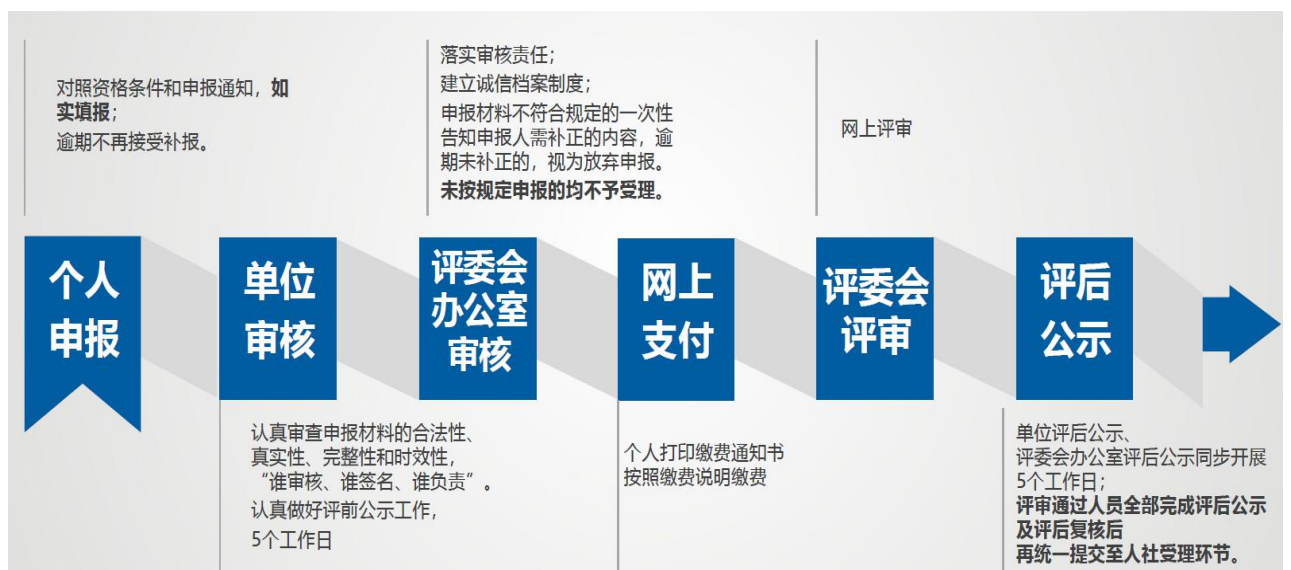 对照资格条件和申报通知，如
实填报；
逾期不再接受补报。
落实审核责任；
建立诚信档案制度；
申报材料不符合规定的一次性
告知申报人需补正的内容，逾
期未补正的，视为放弃申报。
未按规定申报的均不予受理。
网上评审
个人
申报
单位
审核
评委会
办公室
审核
网上
支付
评委会
评审
评后
公示
认真审查申报材料的合法性、
真实性、完整性和时效性，
“谁审核、谁签名、谁负责”。
认真做好评前公示工作，
5个工作日
个人打印缴费通知书
按照缴费说明缴费
单位评后公示、
评委会办公室评后公示同步开展
5个工作日；
评审通过人员全部完成评后公示
及评后复核后
再统一提交至人社受理环节。